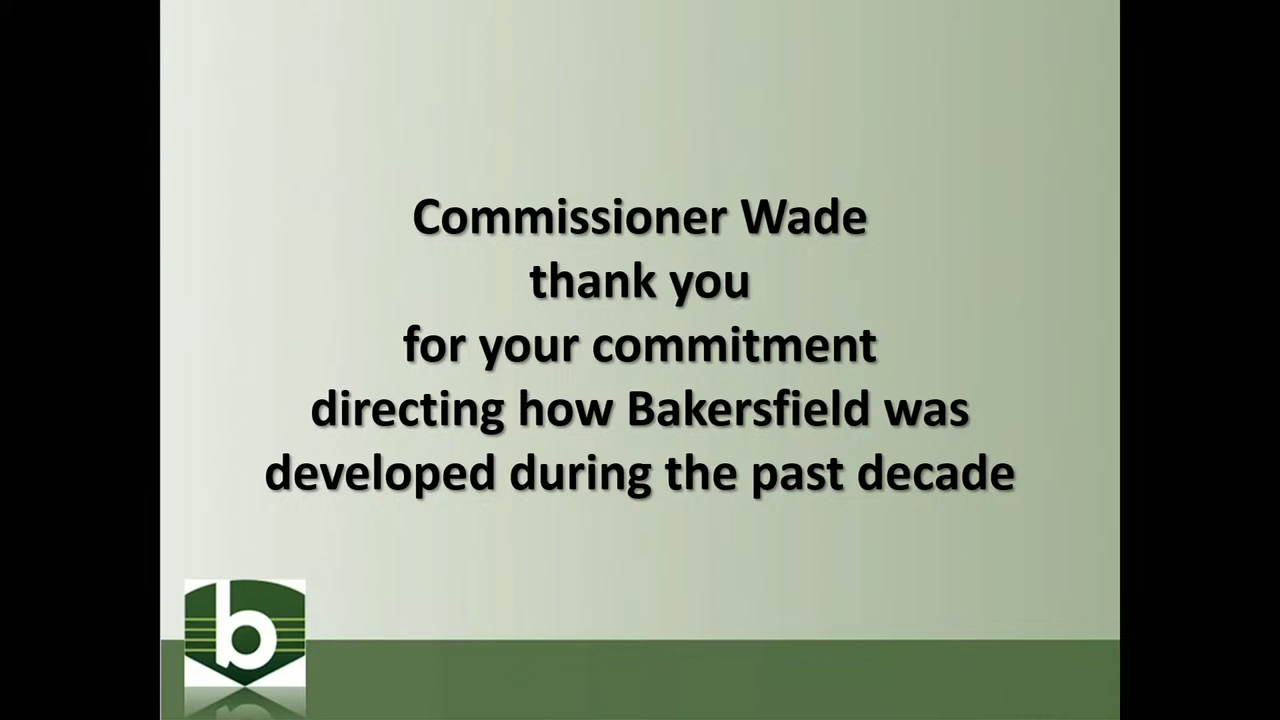 Commissioner Wade
thank you
for your commitment
directing how Bakersfield was
developed during the past decade
b